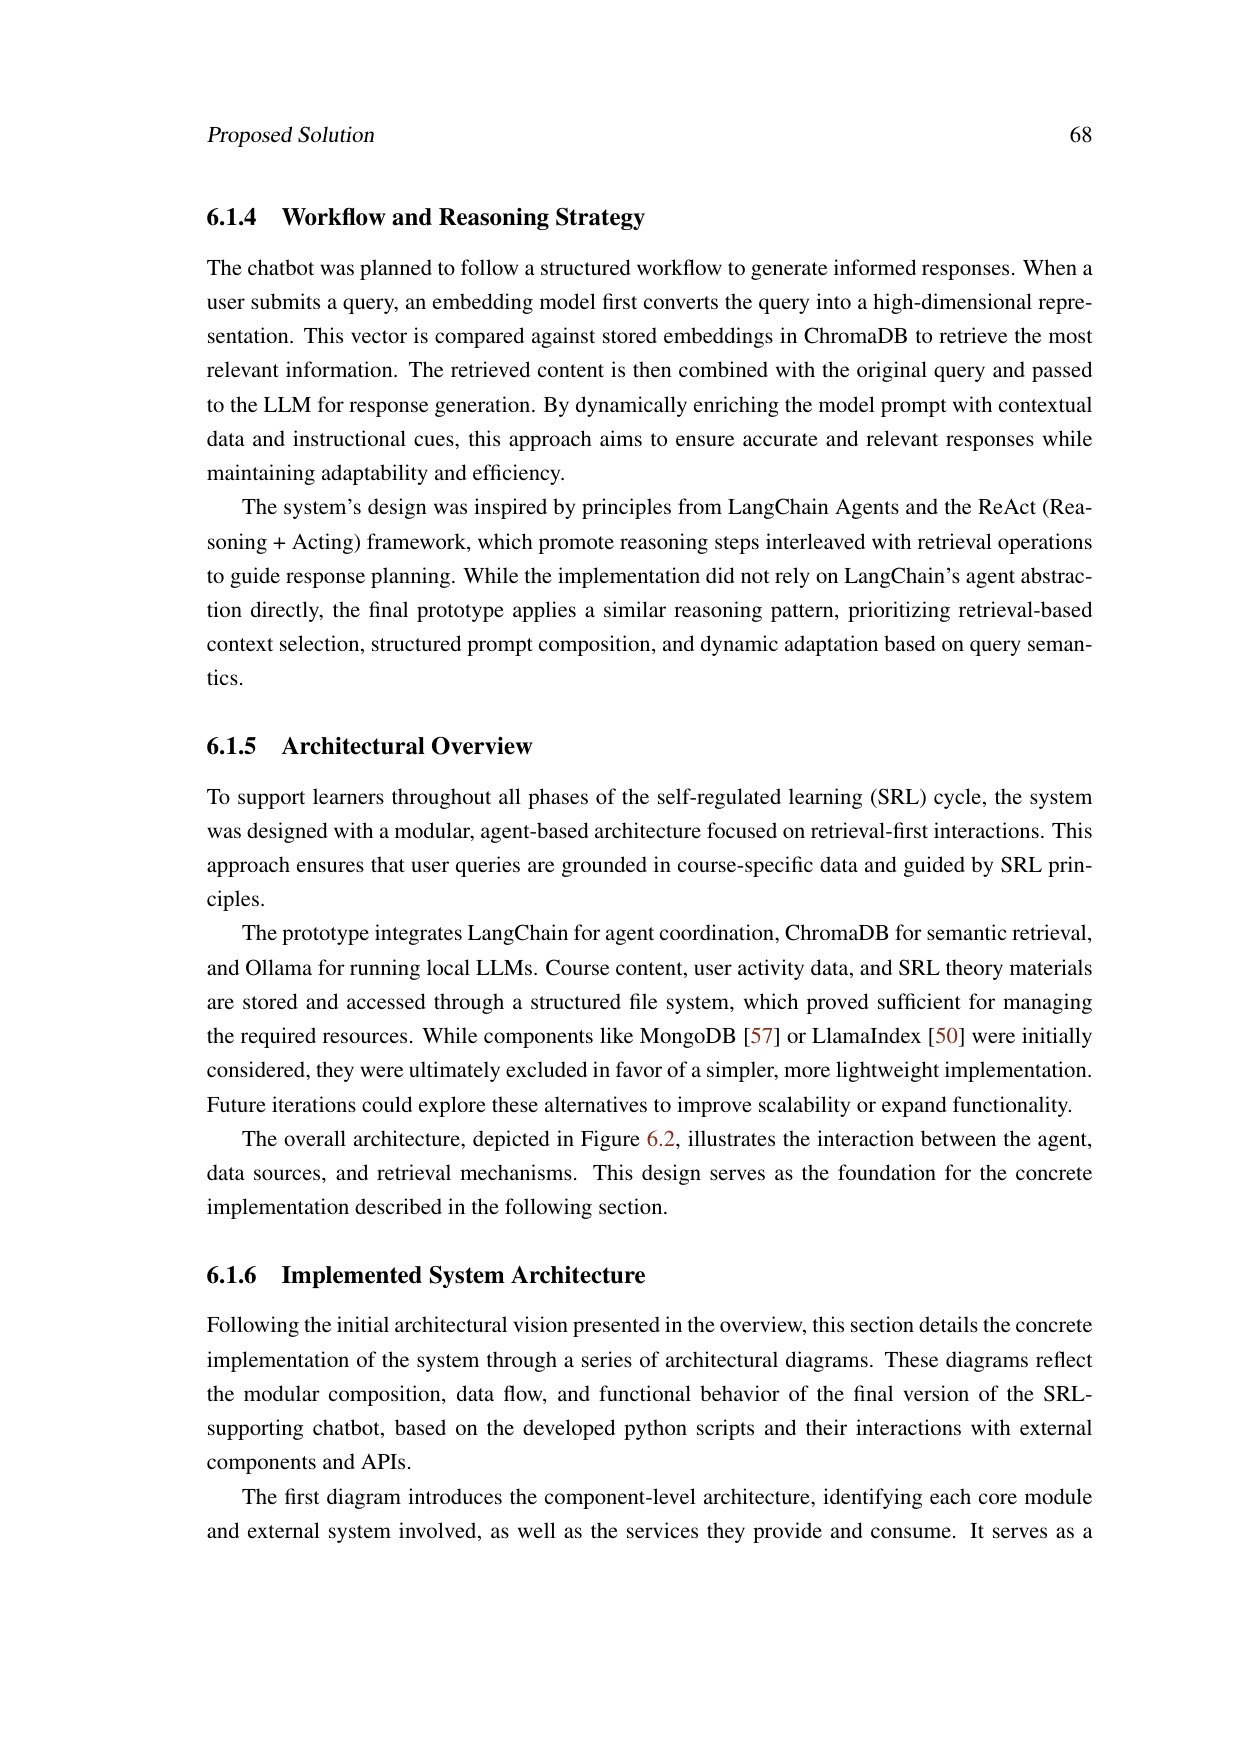 Proposed Solution 68
6.1.4 Workflow and Reasoning Strategy
The chatbot was planned to follow a structured workflow to generate informed responses. When a
user submits a query, an embedding model first converts the query into a high-dimensional repre-
sentation. This vector is compared against stored embeddings in ChromaDB to retrieve the most
relevant information. The retrieved content is then combined with the original query and passed
to the LLM for response generation. By dynamically enriching the model prompt with contextual
data and instructional cues, this approach aims to ensure accurate and relevant responses while
maintaining adaptability and efficiency.
The system’s design was inspired by principles from LangChain Agents and the ReAct (Rea-
soning + Acting) framework, which promote reasoning steps interleaved with retrieval operations
to guide response planning. While the implementation did not rely on LangChain’s agent abstrac-
tion directly, the final prototype applies a similar reasoning pattern, prioritizing retrieval-based
context selection, structured prompt composition, and dynamic adaptation based on query seman-
tics.
6.1.5 Architectural Overview
To support learners throughout all phases of the self-regulated learning (SRL) cycle, the system
was designed with a modular, agent-based architecture focused on retrieval-first interactions. This
approach ensures that user queries are grounded in course-specific data and guided by SRL prin-
ciples.
The prototype integrates LangChain for agent coordination, ChromaDB for semantic retrieval,
and Ollama for running local LLMs. Course content, user activity data, and SRL theory materials
are stored and accessed through a structured file system, which proved sufficient for managing
the required resources. While components like MongoDB [57] or LlamaIndex [50] were initially
considered, they were ultimately excluded in favor of a simpler, more lightweight implementation.
Future iterations could explore these alternatives to improve scalability or expand functionality.
The overall architecture, depicted in Figure 6.2, illustrates the interaction between the agent,
data sources, and retrieval mechanisms. This design serves as the foundation for the concrete
implementation described in the following section.
6.1.6 Implemented System Architecture
Following the initial architectural vision presented in the overview, this section details the concrete
implementation of the system through a series of architectural diagrams. These diagrams reflect
the modular composition, data flow, and functional behavior of the final version of the SRL-
supporting chatbot, based on the developed python scripts and their interactions with external
components and APIs.
The first diagram introduces the component-level architecture, identifying each core module
and external system involved, as well as the services they provide and consume. It serves as a